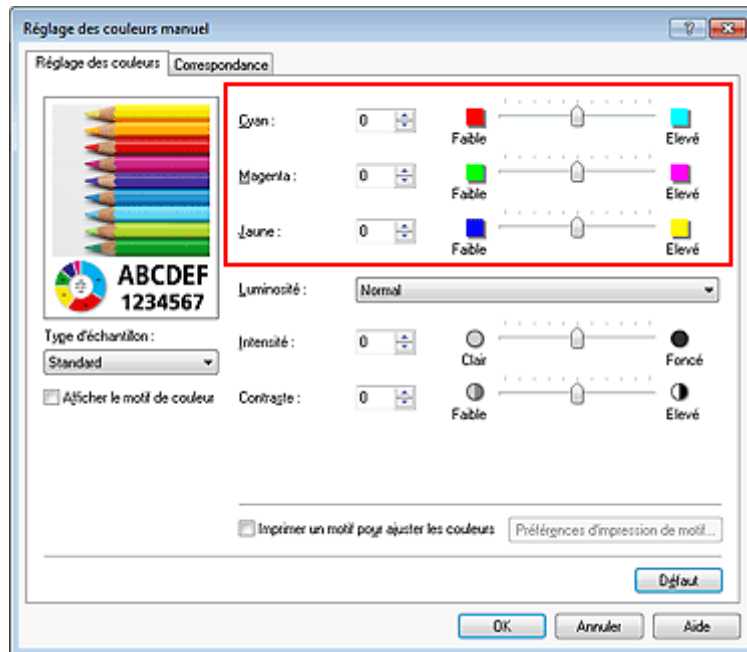 Réglage des couleurs manuel
Réglage des couleurs
Correspondance
Cyan :
0
Faible
Elevé
Magenta :
0
Faible
Elevé
Jaune :
0
Faible
Elevé
ABCDEF
1234567
Luminosité :
Normal
Type d'échantillon :
Standard
Intensité :
0
Clair
Foncé
Afficher le motif de couleur
Contraste :
0
Faible
Elevé
Imprimer un motif pour ajuster les couleurs
Préférences d'impression de motif...
Défaut
OK
Annuler
Aide